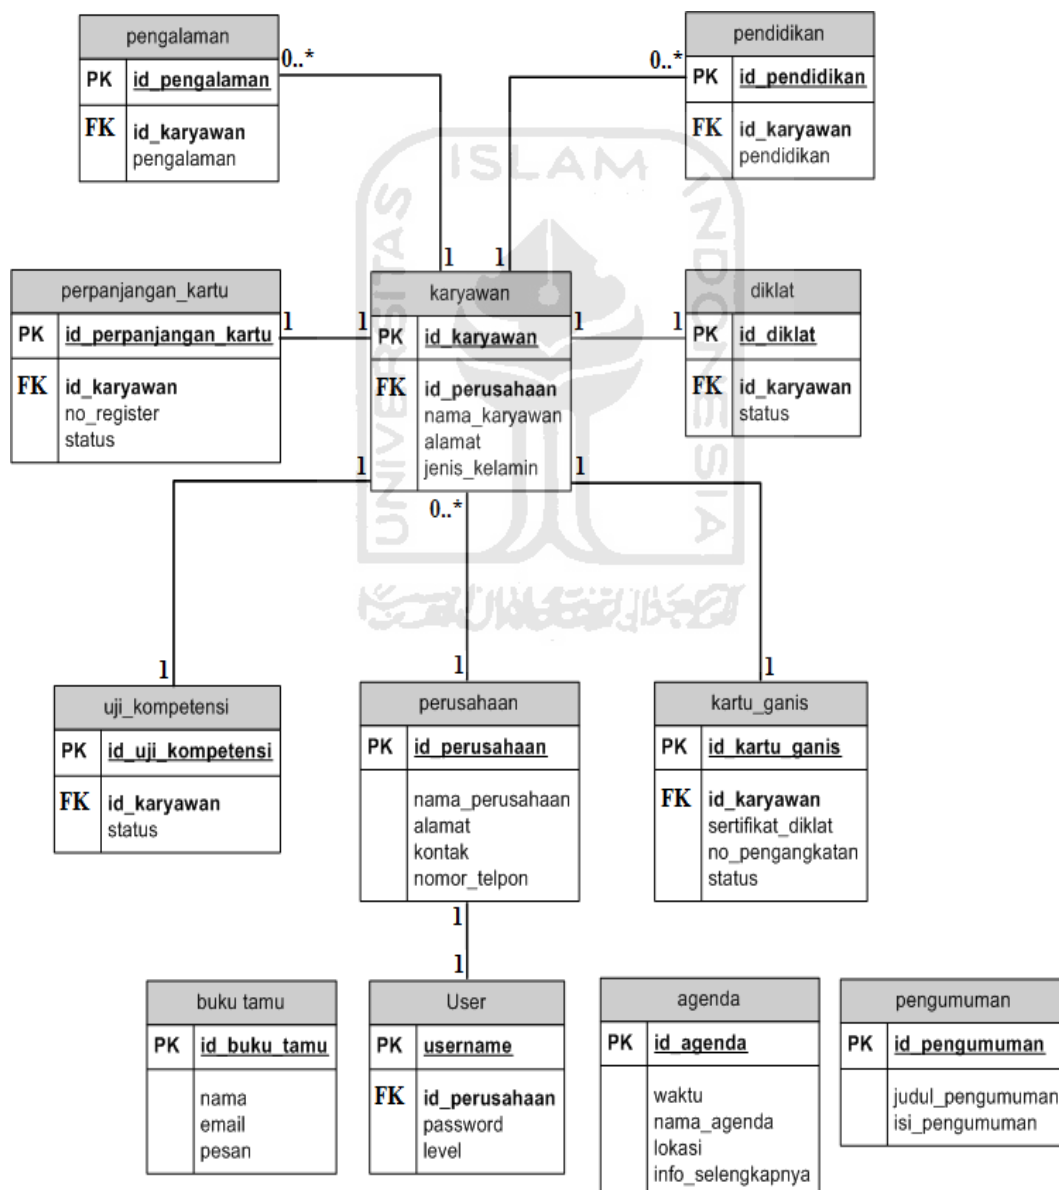 pengalaman
PK id_pengalaman
FK id_karyawan
pengalaman
0..*
1
pendidikan
PK id_pendidikan
FK id_karyawan
pendidikan
0..*
1
UNIVERSITAS ISLAM INDONESIA
perpanjangan_kartu
PK id_perpanjangan_kartu
FK id_karyawan
no_register
status
1
1
karyawan
PK id_karyawan
FK id_perusahaan
nama_karyawan
alamat
jenis_kelamin
1
1
diklat
PK id_diklat
FK id_karyawan
status
1
0..*
1
1
1
1
uji_kompetensi
PK id_uji_kompetensi
FK id_karyawan
status
perusahaan
PK id_perusahaan
nama_perusahaan
alamat
kontak
nomor_telpon
1
kartu_ganis
PK id_kartu_ganis
FK id_karyawan
sertifikat_diklat
no_pengangkatan
status
1
1
buku tamu
PK id_buku_tamu
nama
email
pesan
User
PK username
FK id_perusahaan
password
level
agenda
PK id_agenda
waktu
nama_agenda
lokasi
info_selengkapnya
pengumuman
PK id_pengumuman
judul_pengumuman
isi_pengumuman